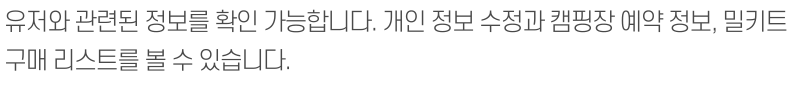 유저와 관련된 정보를 확인 가능합니다. 개인 정보 수정과 캠핑장 예약 정보, 밀키트
구매 리스트를 볼 수 있습니다.